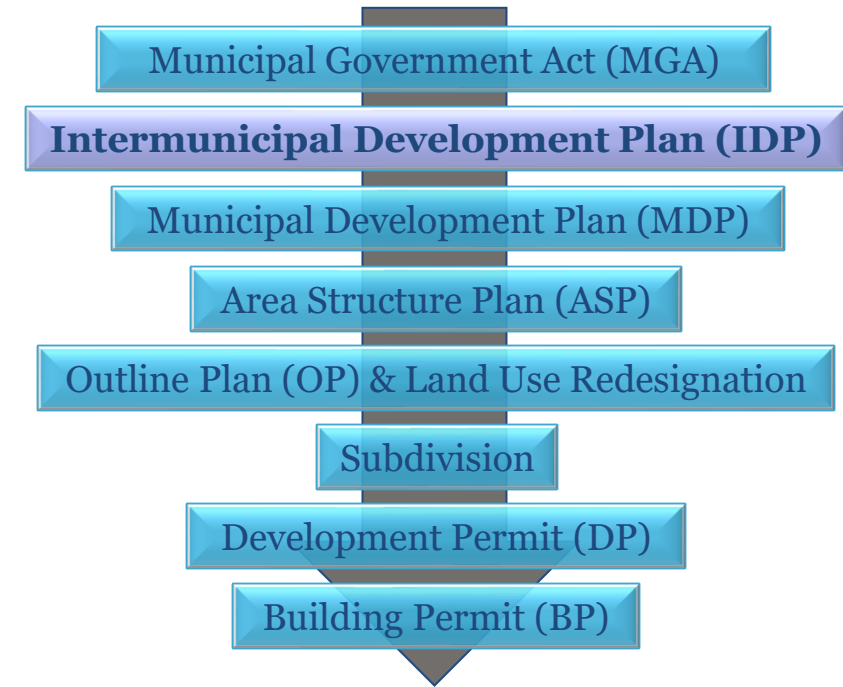 Municipal Government Act (MGA)
Intermunicipal Development Plan (IDP)
Municipal Development Plan (MDP)
Area Structure Plan (ASP)
Outline Plan (OP) & Land Use Redesignation
Subdivision
Development Permit (DP)
Building Permit (BP)